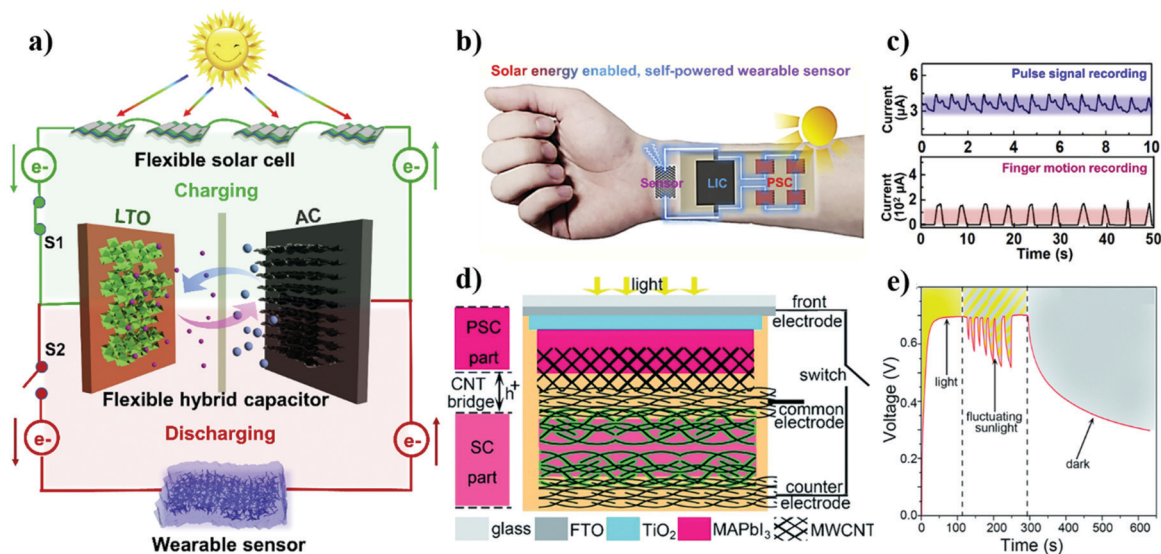 a)
e-
e-
Flexible solar cell
Charging
LTO
AC
S1
S2
Flexible hybrid capacitor
e-
e-
Discharging
Wearable sensor
b)
Solar energy enabled, self-powered wearable sensor
Sensor
LIC
PSC
c)
Pulse signal recording
Current
(μA)
6
3
0 2 4 6 8 10
Finger motion recording
Current
(10² μA)
4
2
0
0 10 20 30 40 50
Time (s)
d)
light
front
electrode
PSC
part
CNT
bridge
h+
switch
common
electrode
SC
part
counter
electrode
glass FTO TiO₂ MAPbI₃ MWCNT
e)
Voltage (V)
0.6
0.4
0.2
0.0
light
fluctuating
sunlight
dark
0 100 200 300 400 500 600
Time (s)